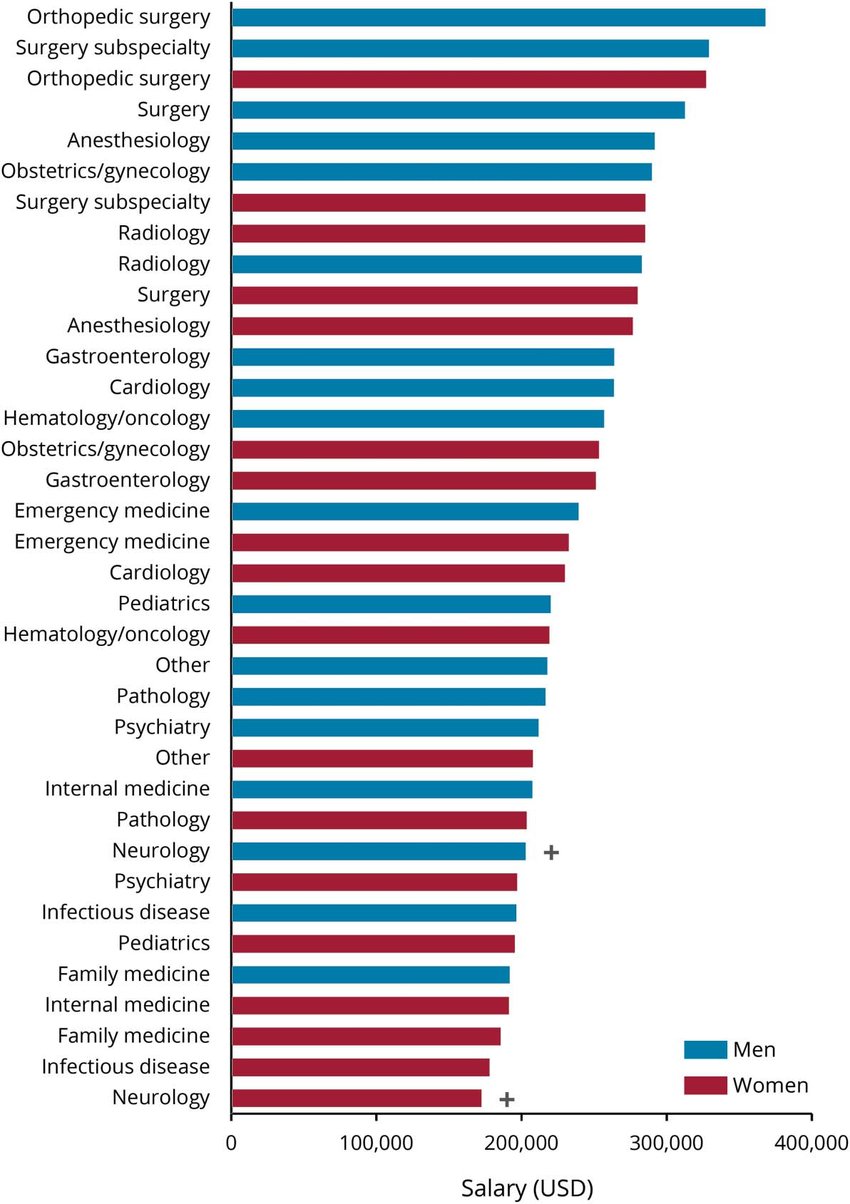 Orthopedic surgery
Surgery subspecialty
Orthopedic surgery
Surgery
Anesthesiology
Obstetrics/gynecology
Surgery subspecialty
Radiology
Radiology
Surgery
Anesthesiology
Gastroenterology
Cardiology
Hematology/oncology
Obstetrics/gynecology
Gastroenterology
Emergency medicine
Emergency medicine
Cardiology
Pediatrics
Hematology/oncology
Other
Pathology
Psychiatry
Other
Internal medicine
Pathology
Neurology +
Psychiatry
Infectious disease
Pediatrics
Family medicine
Internal medicine
Family medicine
Infectious disease
Neurology +
Men
Women
0 100,000 200,000 300,000 400,000
Salary (USD)